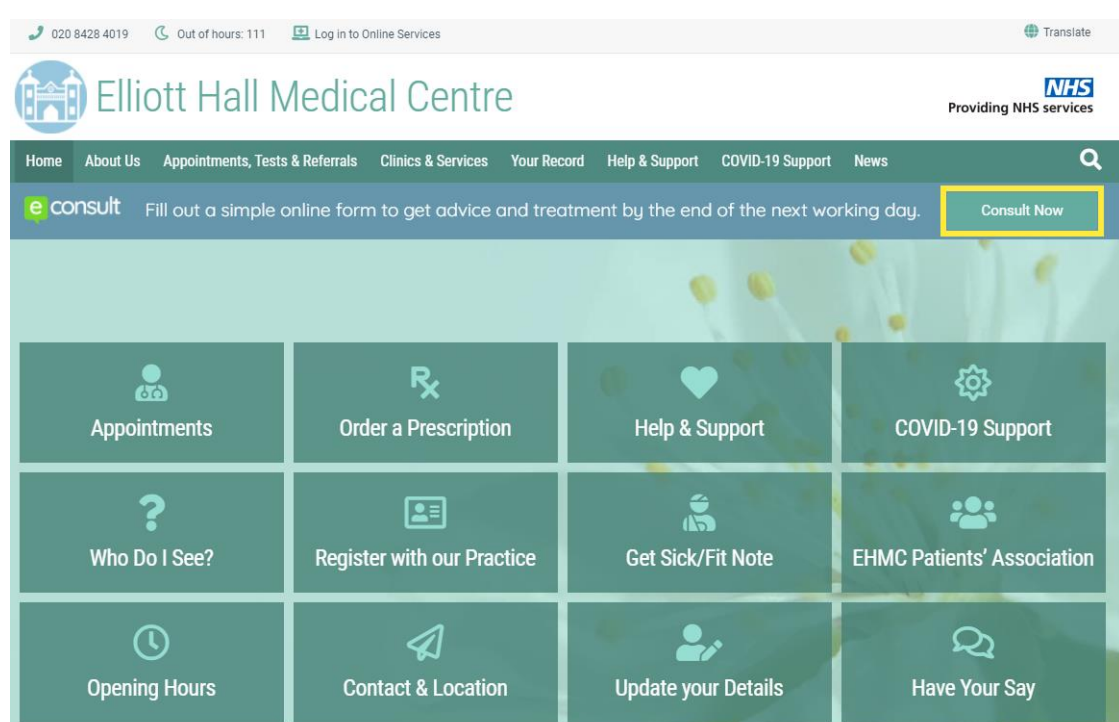 020 8428 4019 Out of hours: 111 Log in to Online Services Translate
Elliott Hall Medical Centre
NHS
Providing NHS services
Home About Us Appointments, Tests & Referrals Clinics & Services Your Record Help & Support COVID-19 Support News
e consult Fill out a simple online form to get advice and treatment by the end of the next working day. Consult Now
Appointments Order a Prescription Help & Support COVID-19 Support
Who Do I See? Register with our Practice Get Sick/Fit Note EHMC Patients' Association
Opening Hours Contact & Location Update your Details Have Your Say